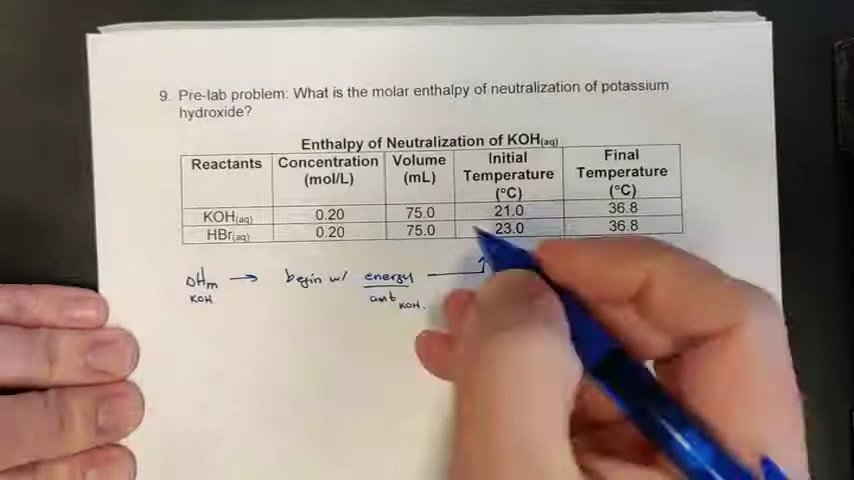 9. Pre-lab problem: What is the molar enthalpy of neutralization of potassium
hydroxide?
Enthalpy of Neutralization of KOH(aq)
Reactants Concentration (mol/L) Volume (mL) Initial Temperature (°C) Final Temperature (°C)
KOH(aq) 0.20 75.0 21.0 36.8
HBr(aq) 0.20 75.0 23.0 36.8
ΔHm KOH → begin w/ energy
amt KOH.